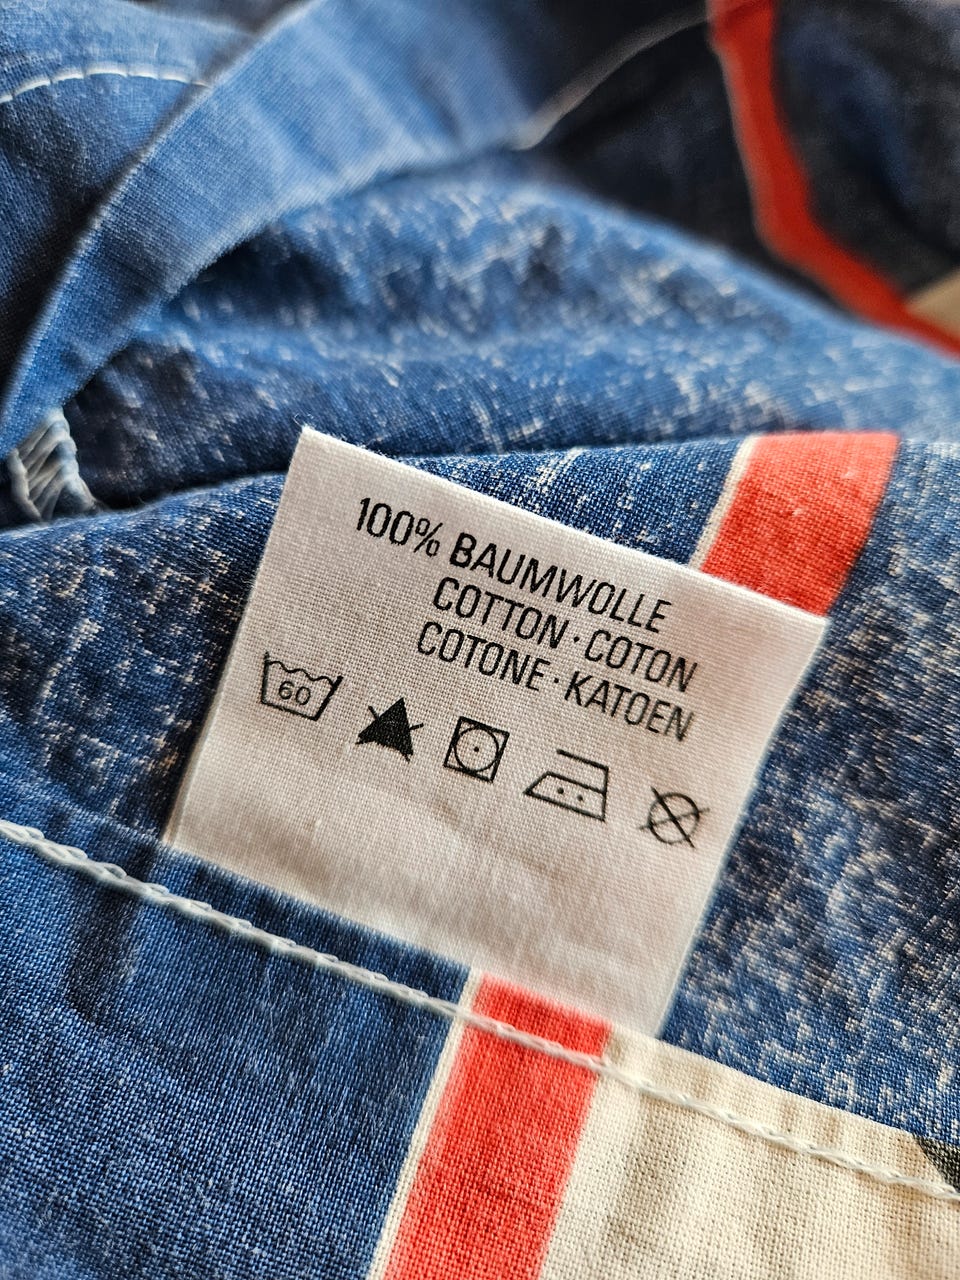 100% BAUMWOLLE
COTTON · COTON
COTONE · KATOEN
60